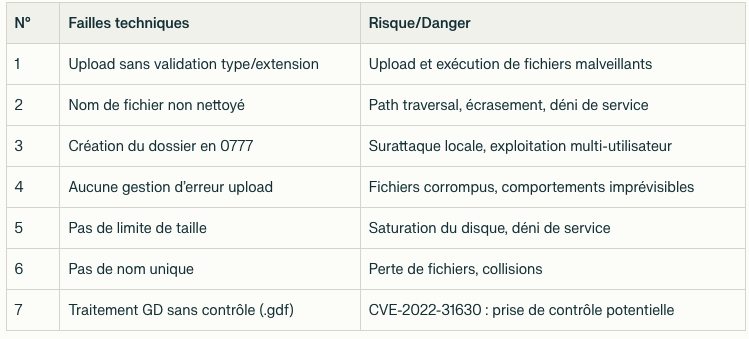 N° Failles techniques Risque/Danger
1 Upload sans validation type/extension Upload et exécution de fichiers malveillants
2 Nom de fichier non nettoyé Path traversal, écrasement, déni de service
3 Création du dossier en 0777 Surattaque locale, exploitation multi-utilisateur
4 Aucune gestion d’erreur upload Fichiers corrompus, comportements imprévisibles
5 Pas de limite de taille Saturation du disque, déni de service
6 Pas de nom unique Perte de fichiers, collisions
7 Traitement GD sans contrôle (.gdf) CVE-2022-31630 : prise de contrôle potentielle